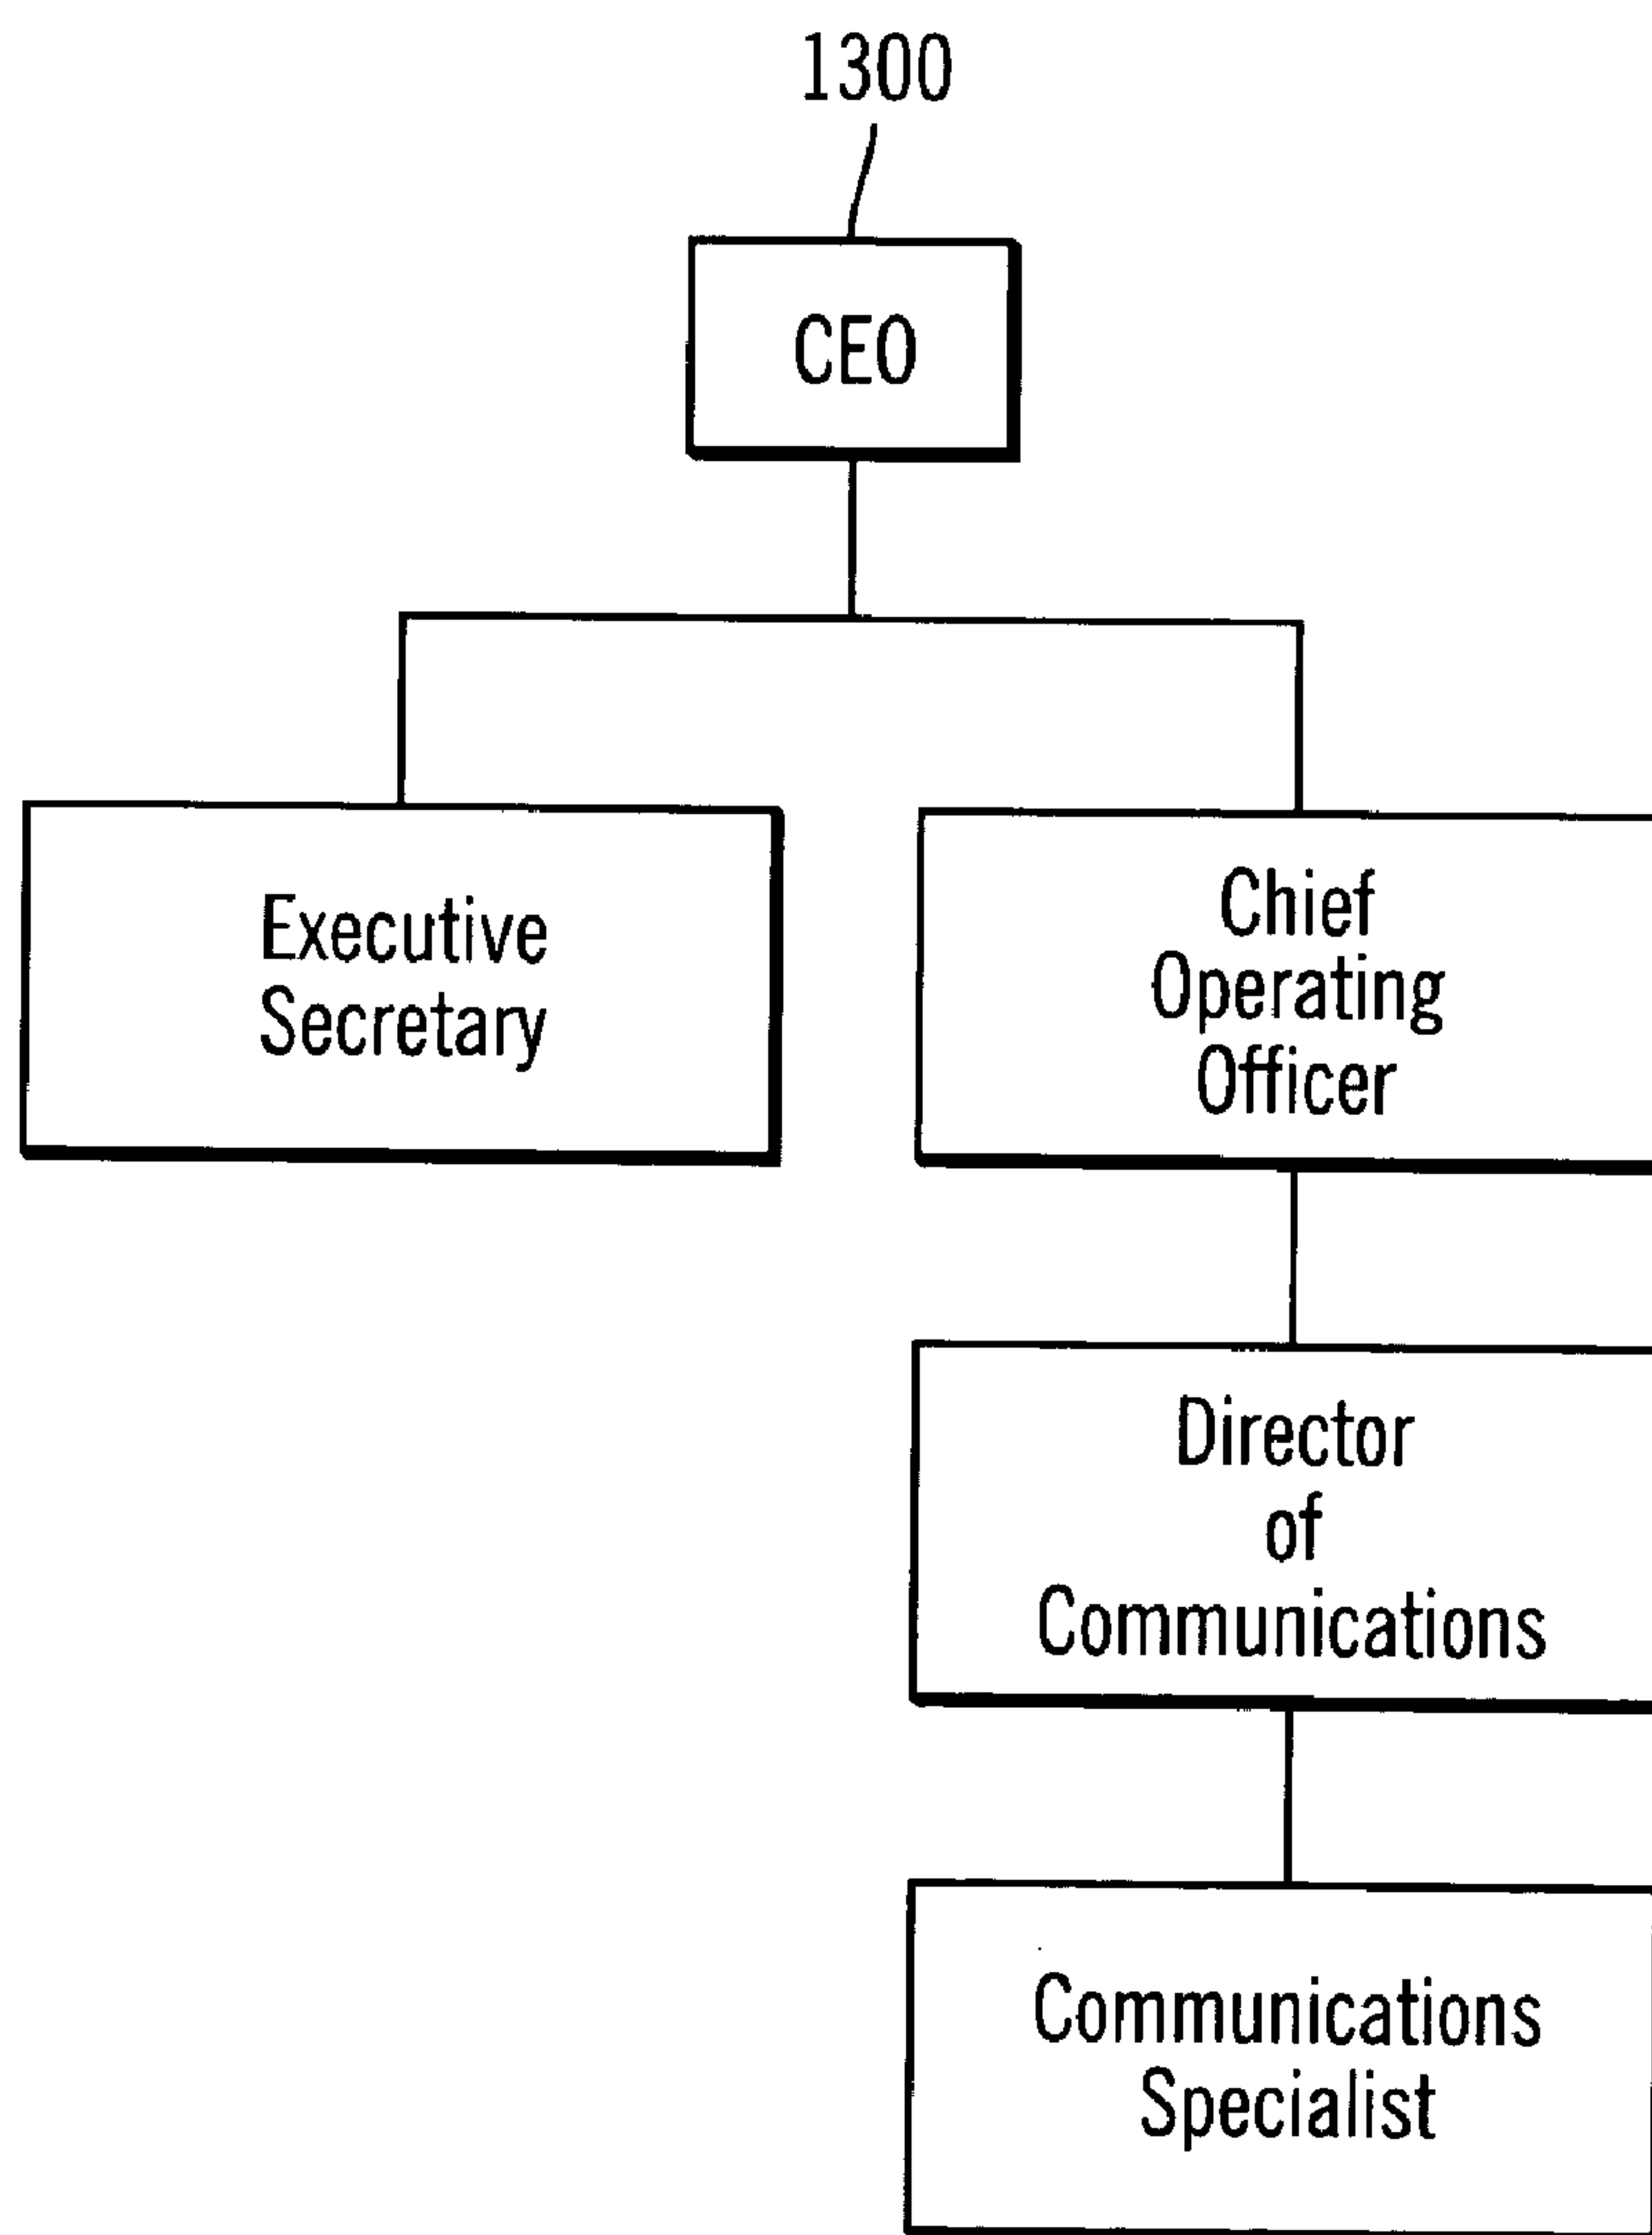 1300
CEO
Executive
Secretary
Chief
Operating
Officer
Director
of
Communications
Communications
Specialist